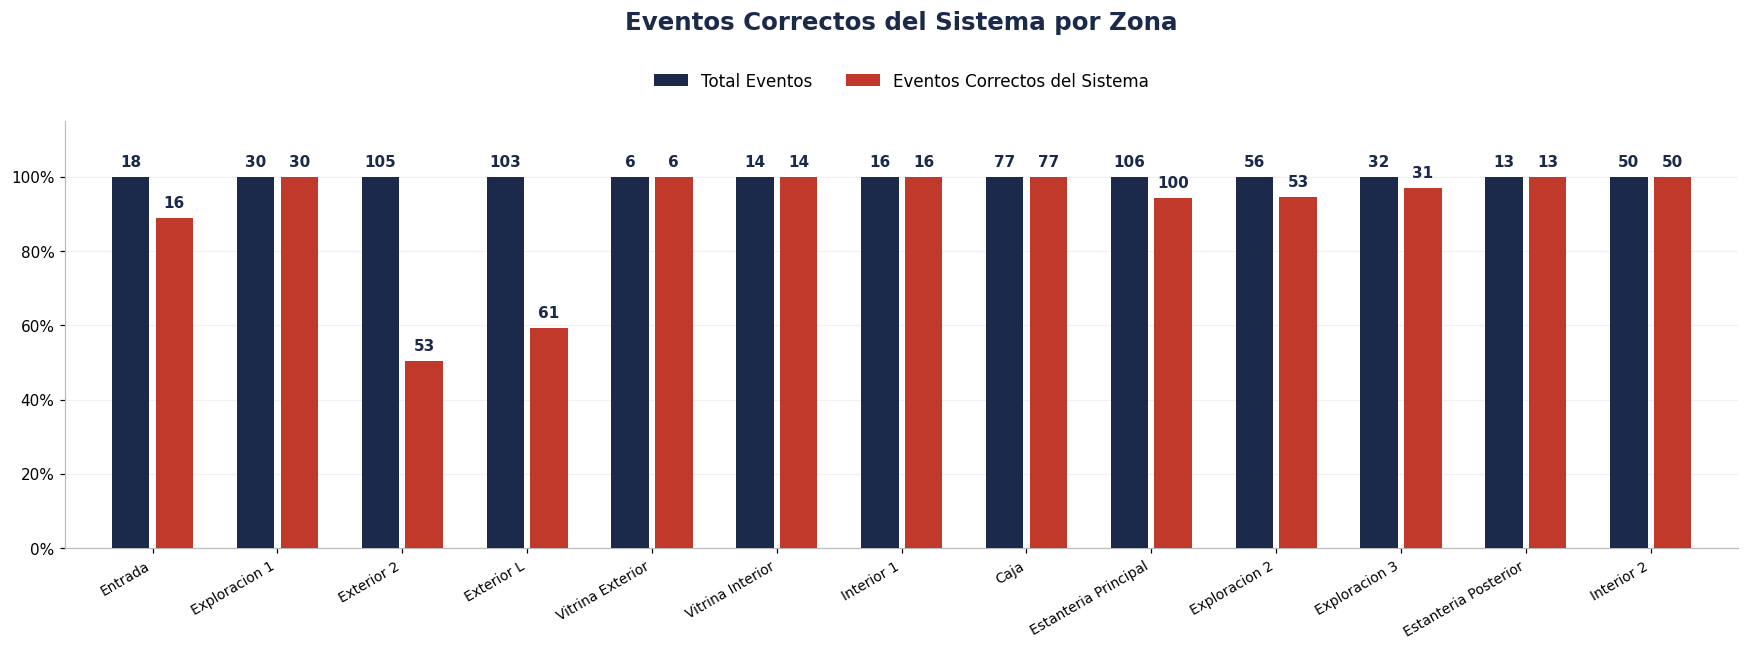 Eventos Correctos del Sistema por Zona
Total Eventos Eventos Correctos del Sistema
18 30 30 105 103 6 6 14 14 16 16 77 77 106 56 32 13 13 50 50
100 53 31
16
61
53
100%
80%
60%
40%
20%
0%
Entrada Exploracion 1 Exterior 2 Exterior L Vitrina Exterior Vitrina Interior Interior 1 Caja Estanteria Principal Exploracion 2 Exploracion 3 Estanteria Posterior Interior 2